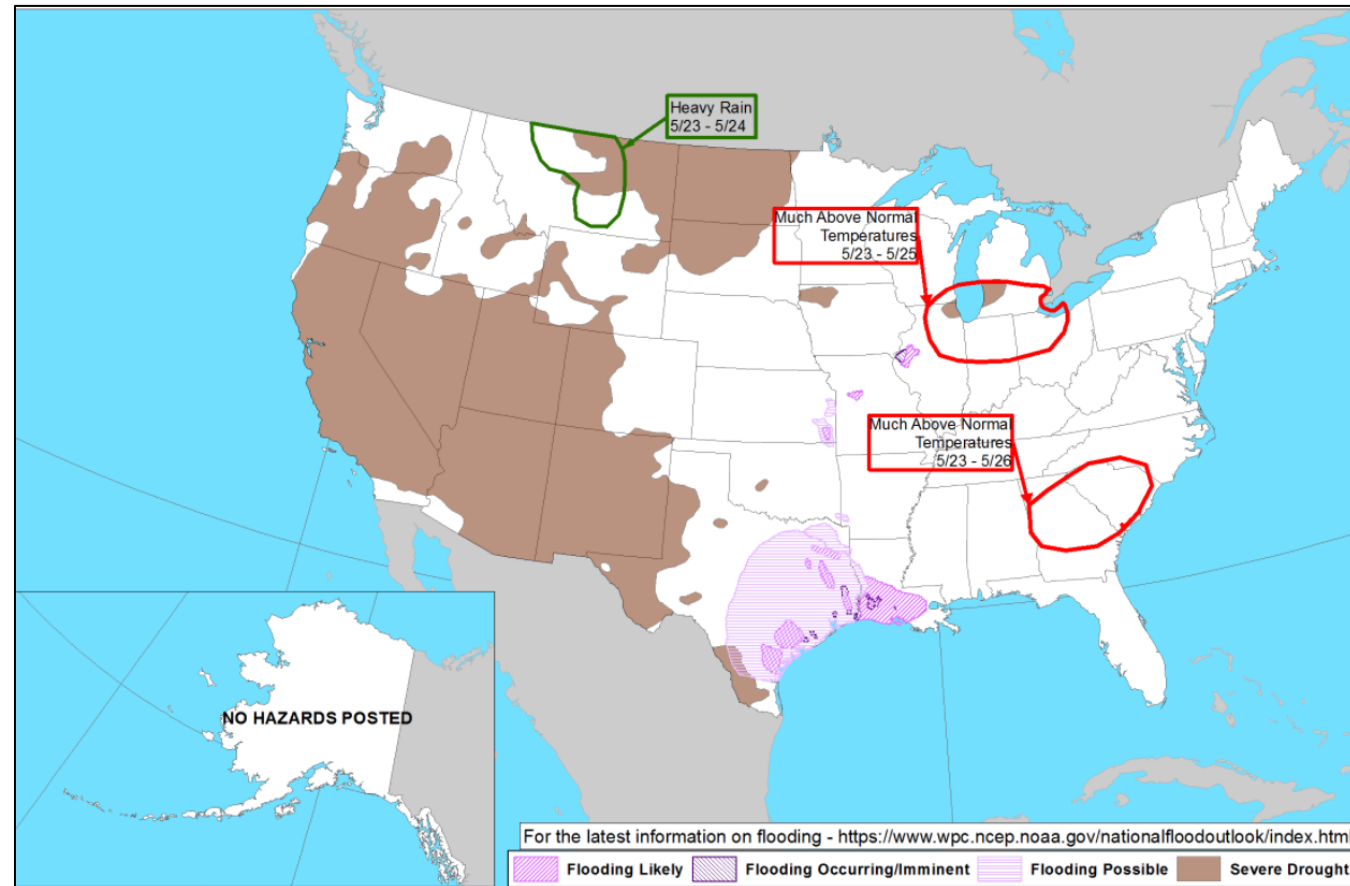 Heavy Rain
5/23 - 5/24
Much Above Normal
Temperatures
5/23 - 5/25
Much Above Normal
Temperatures
5/23 - 5/26
NO HAZARDS POSTED
For the latest information on flooding - https://www.wpc.ncep.noaa.gov/nationalfloodoutlook/index.html
Flooding Likely Flooding Occurring/Imminent Flooding Possible Severe Drought